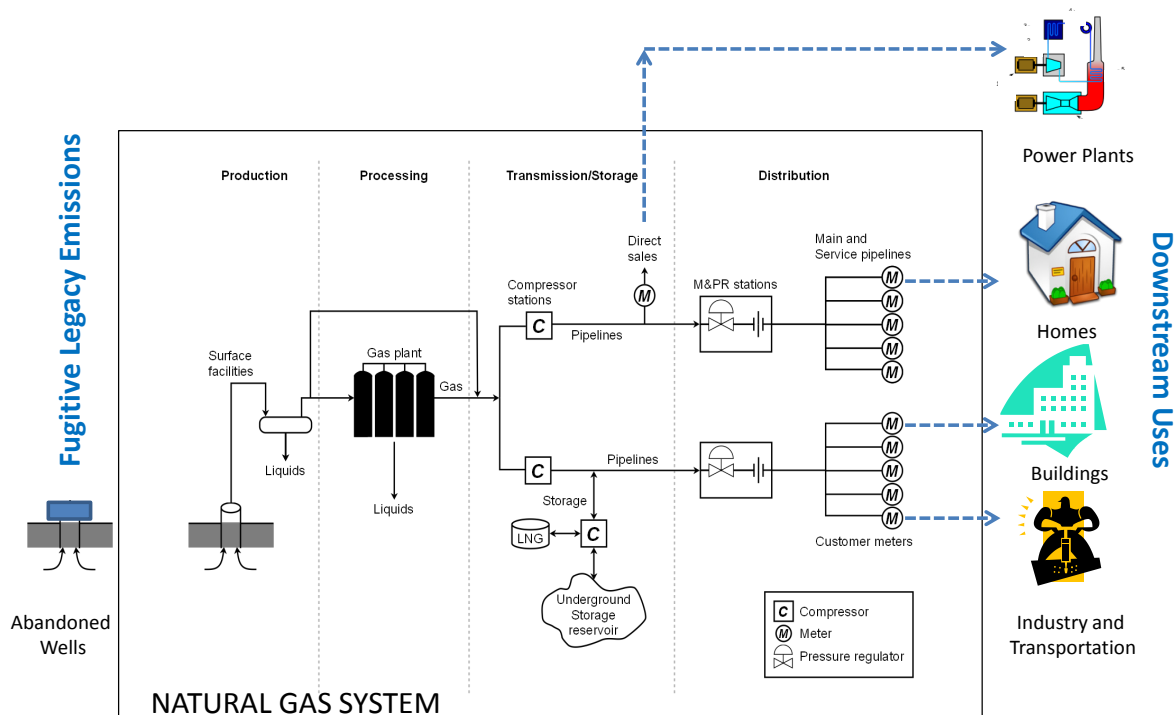 Power Plants
Production
Processing
Transmission/Storage
Distribution
Fugitive Legacy Emissions
Downstream Uses
Direct
sales
Main and
Service pipelines
Compressor
stations
M
M&PR stations
M
M
M
M
M
C
Pipelines
Homes
Surface
facilities
Gas plant
Gas
Liquids
Liquids
C
Pipelines
M
M
M
M
M
Buildings
Storage
LNG
C
Customer meters
Underground
Storage
reservoir
C Compressor
M Meter
Pressure regulator
Abandoned
Wells
Industry and
Transportation
NATURAL GAS SYSTEM